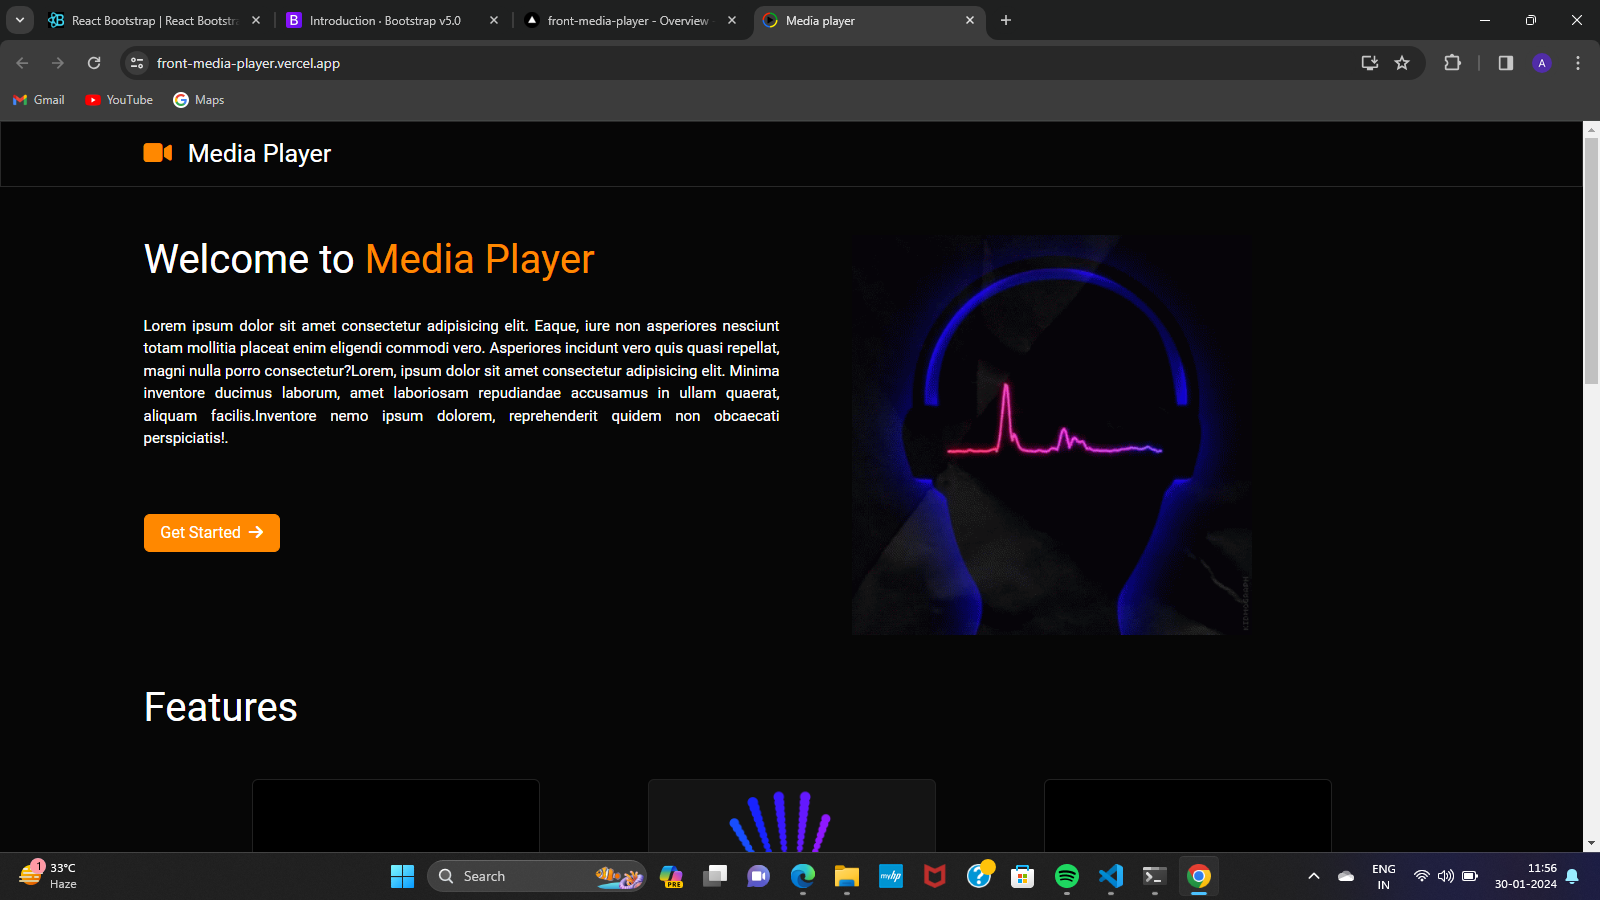 React Bootstrap | React Bootstra
Introduction · Bootstrap v5.0
front-media-player - Overview
Media player
front-media-player.vercel.app
A
Gmail
YouTube
Maps
Media Player
Welcome to Media Player
Lorem ipsum dolor sit amet consectetur adipisicing elit. Eaque, iure non asperiores nesciunt
totam mollitia placeat enim eligendi commodi vero. Asperiores incidunt vero quis quasi repellat,
magni nulla porro consectetur?Lorem, ipsum dolor sit amet consectetur adipisicing elit. Minima
inventore ducimus laborum, amet laboriosam repudiandae accusamus in ullam quaerat,
aliquam facilis.Inventore nemo ipsum dolorem, reprehenderit quidem non obcaecati
perspiciatis!.
Get Started
Features
1
33°C
Haze
Search
PRE
myhp
ENG
IN
11:56
30-01-2024